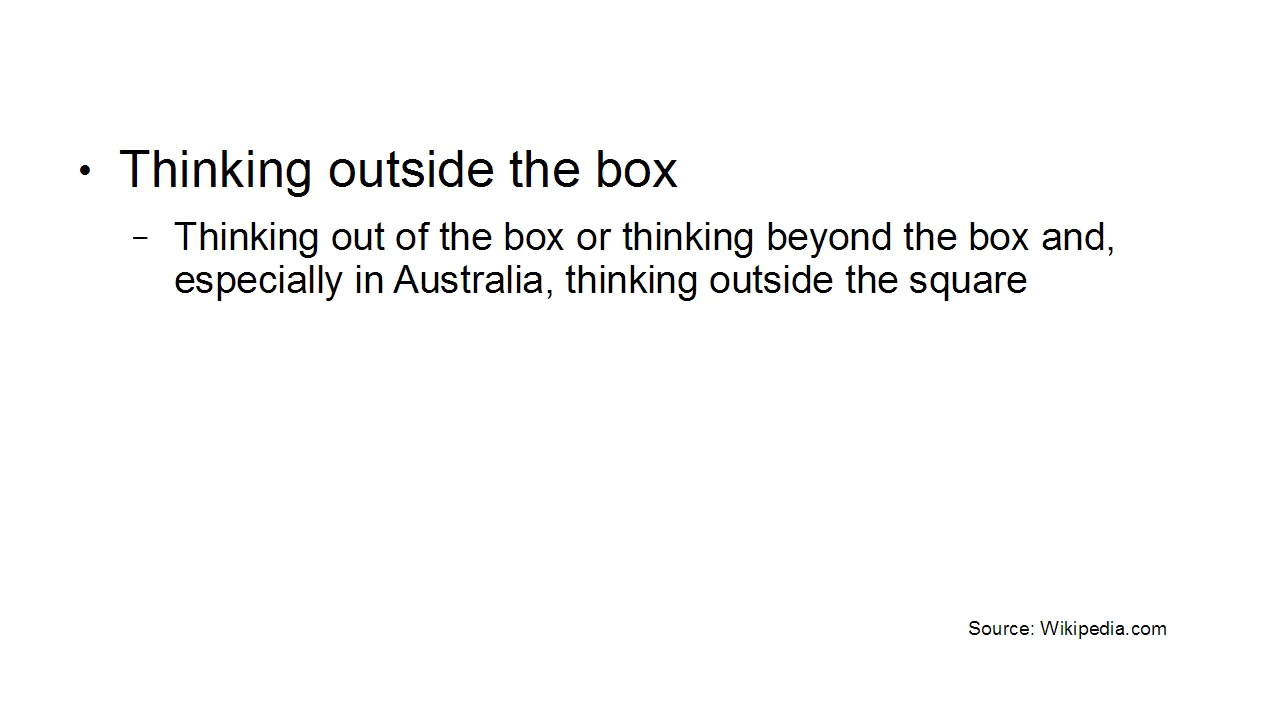 • Thinking outside the box
– Thinking out of the box or thinking beyond the box and,
especially in Australia, thinking outside the square
Source: Wikipedia.com